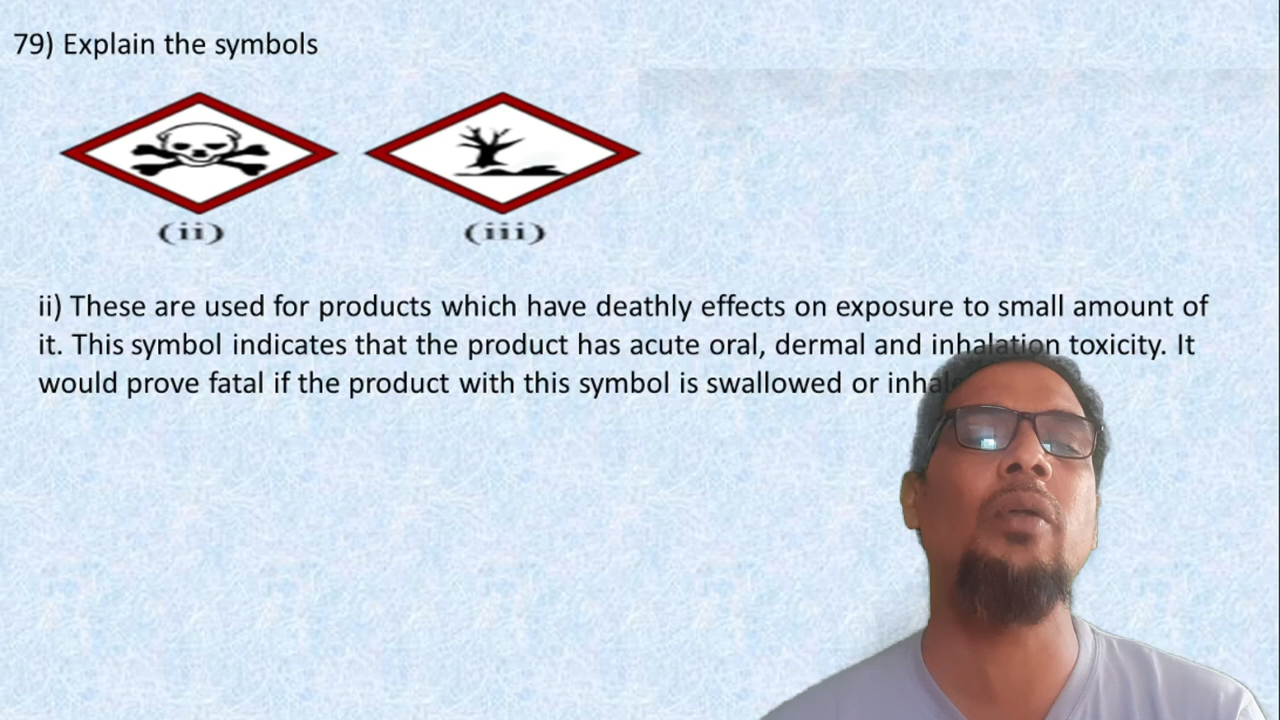 79) Explain the symbols
(ii)
(iii)
ii) These are used for products which have deathly effects on exposure to small amount of
it. This symbol indicates that the product has acute oral, dermal and inhalation toxicity. It
would prove fatal if the product with this symbol is swallowed or